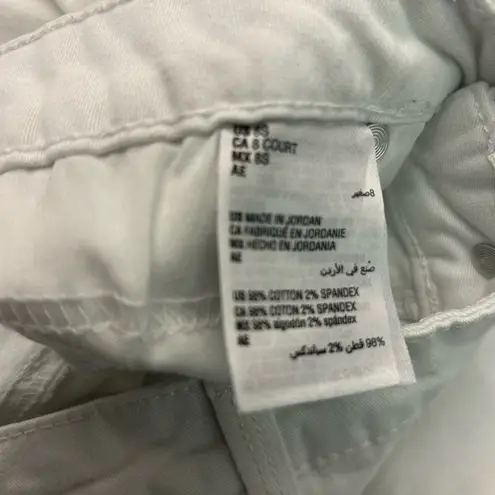 US 8S
CA 8 COURT
MX 8S
AE
8صغير
US MADE IN JORDAN
CA FABRIQUÉ EN JORDANIE
MX HECHO EN JORDANIA
AE
صُنع في الأردن
US 98% COTTON 2% SPANDEX
CA 98% COTON 2% SPANDEX
MX 98% algodón 2% spándex
AE
98% قطن 2% سباندكس